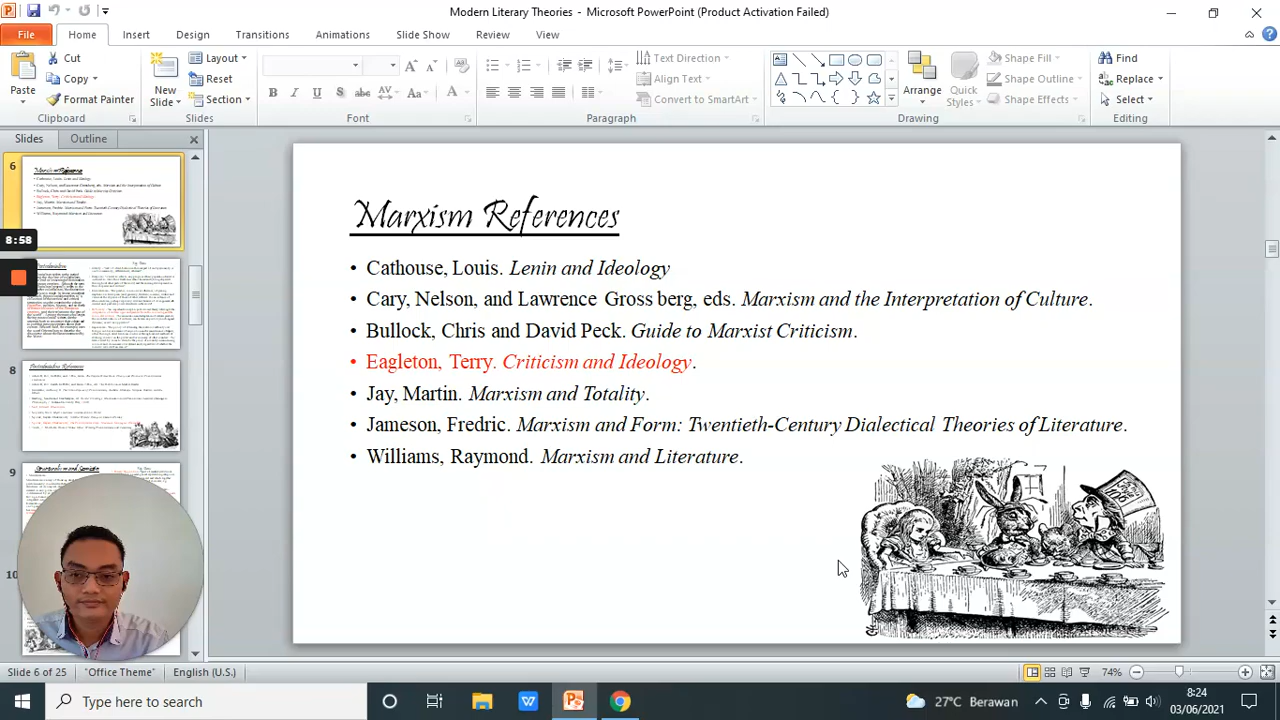 Modern Literary Theories - Microsoft PowerPoint (Product Activation Failed)
File Home Insert Design Transitions Animations Slide Show Review View
Paste
Cut
Copy
Format Painter
Clipboard
New Slide
Layout
Reset
Section
Slides
Font
Text Direction
Align Text
Convert to SmartArt
Paragraph
Arrange
Quick Styles
Shape Fill
Shape Outline
Shape Effects
Drawing
Find
Replace
Select
Editing
Slides Outline
6
8:58
8
9
10
Marxism References
• Cathouse, Louis. Lenin and Ideology
• Cary, Nelson, and Lawrence Gross berg, eds. Marxism and the Interpretation of Culture.
• Bullock, Chris and David Peck. Guide to Marxist Criticism.
• Eagleton, Terry. Criticism and Ideology.
• Jay, Martin. Marxism and Totality.
• Jameson, Fredric. Marxism and Form: Twentieth-Century Dialectical Theories of Literature.
• Williams, Raymond. Marxism and Literature.
Slide 6 of 25 "Office Theme" English (U.S.) 74%
Type here to search
27°C Berawan
8:24
03/06/2021